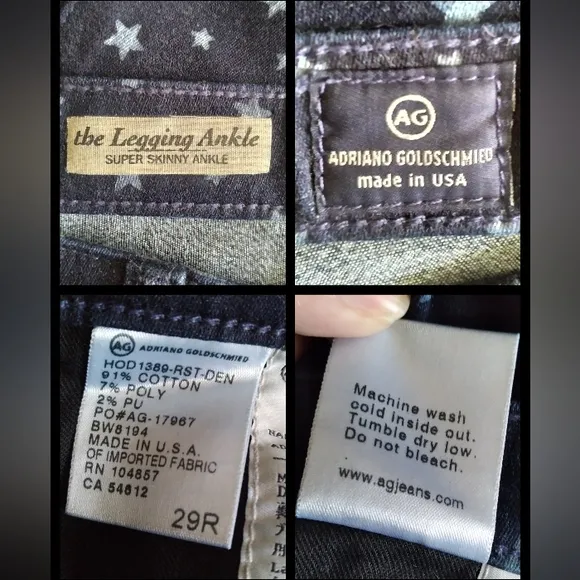 the Legging Ankle
SUPER SKINNY ANKLE
AG
ADRIANO GOLDSCHMIED
made in USA
AG ADRIANO GOLDSCHMIED
HOD1389-RST-DEN
91% COTTON
7% POLY
2% PU
PO#AG-17967
BW8194
MADE IN U.S.A.
OF IMPORTED FABRIC
RN 104857
CA 54612
29R
Machine wash
cold inside out.
Tumble dry low.
Do not bleach.
www.agjeans.com